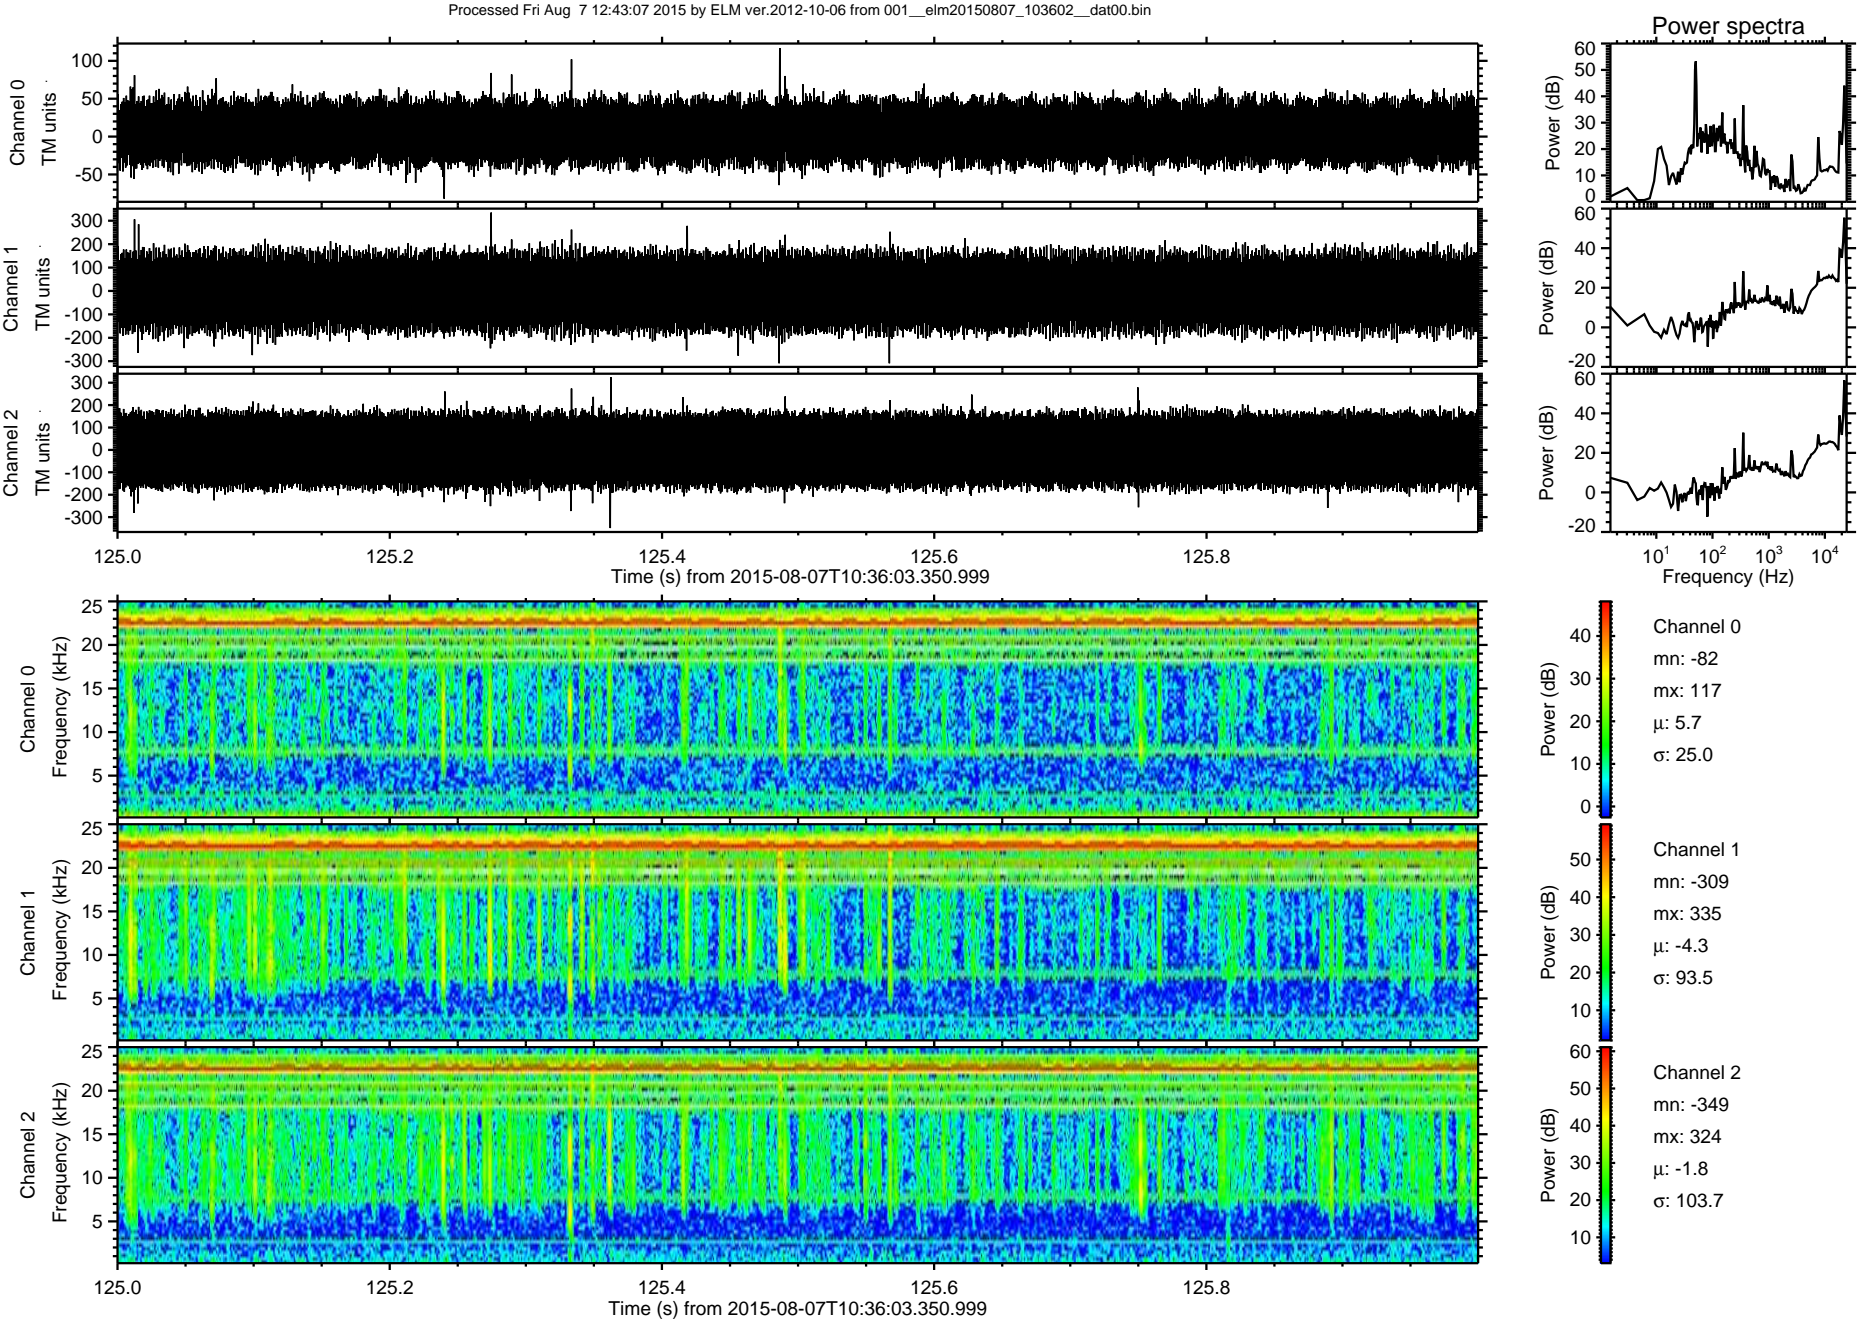 Processed Fri Aug  7 12:43:07 2015 by ELM ver.2012-10-06 from 001__elm20150807_103602__dat00.bin
Power spectra
Channel 0
TM units
100
50
0
-50
Power (dB)
60
50
40
30
20
10
0
Channel 1
TM units
300
200
100
0
-100
-200
-300
Power (dB)
60
40
20
0
-20
Channel 2
TM units
300
200
100
0
-100
-200
-300
Power (dB)
60
40
20
0
-20
125.0 125.2 125.4 125.6 125.8
Time (s) from 2015-08-07T10:36:03.350.999
10^1 10^2 10^3 10^4
Frequency (Hz)
Channel 0
Frequency (kHz)
25
20
15
10
5
Power (dB)
40
30
20
10
0
Channel 0
mn: -82
mx: 117
μ: 5.7
σ: 25.0
Channel 1
Frequency (kHz)
25
20
15
10
5
Power (dB)
50
40
30
20
10
Channel 1
mn: -309
mx: 335
μ: -4.3
σ: 93.5
Channel 2
Frequency (kHz)
25
20
15
10
5
Power (dB)
60
50
40
30
20
10
Channel 2
mn: -349
mx: 324
μ: -1.8
σ: 103.7
125.0 125.2 125.4 125.6 125.8
Time (s) from 2015-08-07T10:36:03.350.999